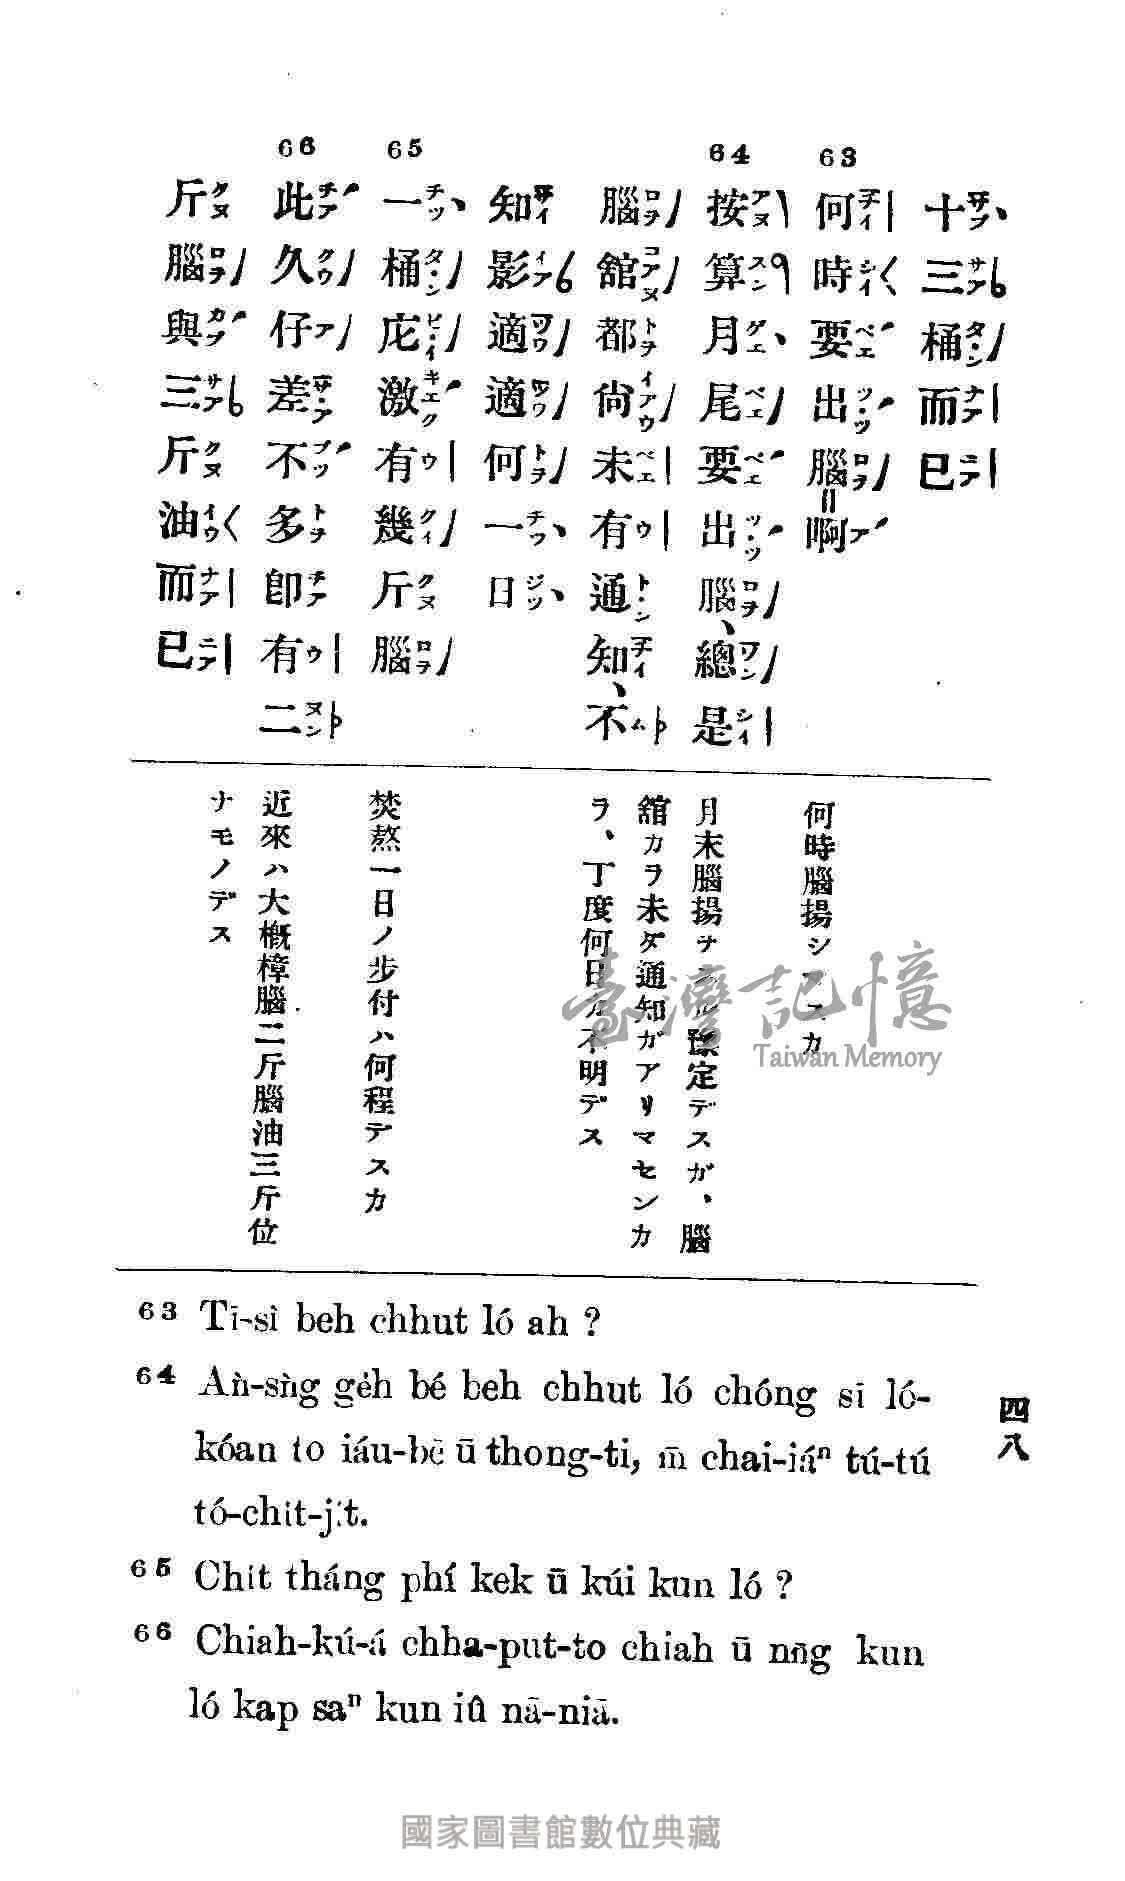 十三桶而已
63
何時要出腦啊
64
按算月尾要出腦、總是
腦舘都尙未有通知、不
知影適適何一日
65
一桶庀激有幾斤腦
66
此久仔差不多卽有二
斤腦與三斤油而已
何時腦揚シマスカ
月末腦揚ナスル豫定デスガ、腦
舘カラ未ダ通知ガアリマセンカ
ラ、丁度何日カ不明デス
焚熬一日ノ步付ハ何程デスカ
近來ハ大槪樟腦二斤腦油三斤位
ナモノデス
63 Tī-sî beh chhut ló ah ?
64 Àn-sǹg ge̍h bé beh chhut ló chóng sī ló-
kóan to iáu-bē ū thong-ti, m̄ chai-iáⁿ tú-tú
tó-chit-ji̍t.
65 Chit tháng phí kek ū kúi kun ló ?
66 Chiah-kú-á chha-put-to chiah ū nn̄g kun
ló kap saⁿ kun iû nā-niā.
四八
臺灣記憶
Taiwan Memory
國家圖書館數位典藏